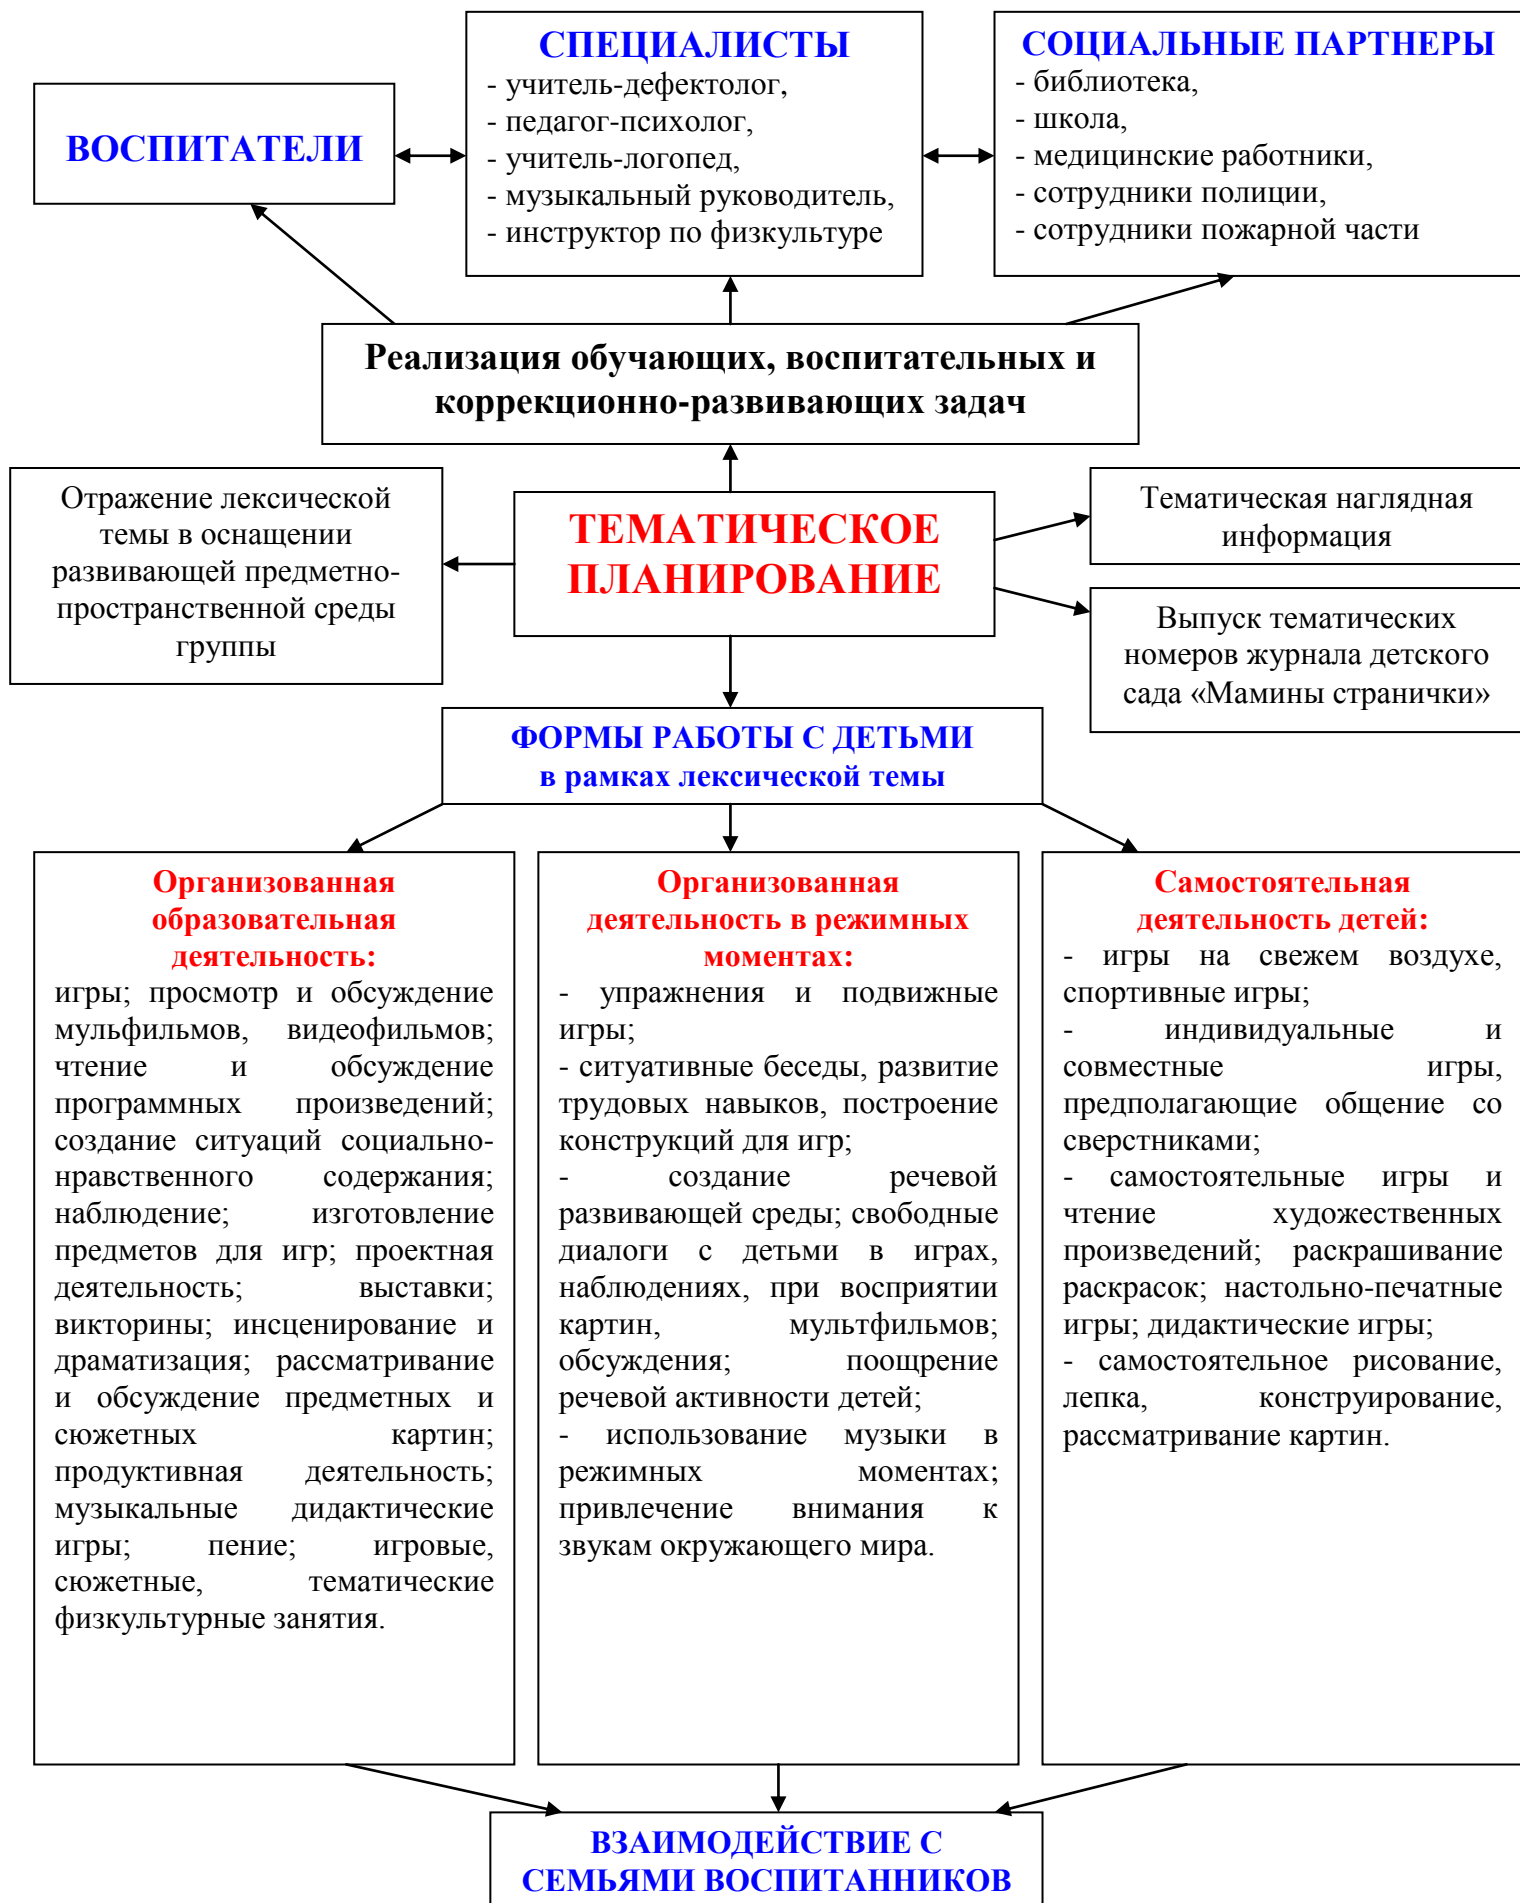 СПЕЦИАЛИСТЫ
- учитель-дефектолог,
- педагог-психолог,
- учитель-логопед,
- музыкальный руководитель,
- инструктор по физкультуре
СОЦИАЛЬНЫЕ ПАРТНЕРЫ
- библиотека,
- школа,
- медицинские работники,
- сотрудники полиции,
- сотрудники пожарной части
ВОСПИТАТЕЛИ
Реализация обучающих, воспитательных и
коррекционно-развивающих задач
Отражение лексической
темы в оснащении
развивающей предметно-
пространственной среды
группы
ТЕМАТИЧЕСКОЕ
ПЛАНИРОВАНИЕ
Тематическая наглядная
информация
Выпуск тематических
номеров журнала детского
сада «Мамины странички»
ФОРМЫ РАБОТЫ С ДЕТЬМИ
в рамках лексической темы
Организованная
образовательная
деятельность:
игры; просмотр и обсуждение
мульфильмов, видеофильмов;
чтение и обсуждение
программных произведений;
создание ситуаций социально-
нравственного содержания;
наблюдение; изготовление
предметов для игр; проектная
деятельность; выставки;
викторины; инсценирование и
драматизация; рассматривание
и обсуждение предметных и
сюжетных картин;
продуктивная деятельность;
музыкальные дидактические
игры; пение; игровые,
сюжетные, тематические
физкультурные занятия.
Организованная
деятельность в режимных
моментах:
- упражнения и подвижные
игры;
- ситуативные беседы, развитие
трудовых навыков, построение
конструкций для игр;
- создание речевой
развивающей среды; свободные
диалоги с детьми в играх,
наблюдениях, при восприятии
картин, мультфильмов;
обсуждения; поощрение
речевой активности детей;
- использование музыки в
режимных моментах;
привлечение внимания к
звукам окружающего мира.
Самостоятельная
деятельность детей:
- игры на свежем воздухе,
спортивные игры;
- индивидуальные и
совместные игры,
предполагающие общение со
сверстниками;
- самостоятельные игры и
чтение художественных
произведений; раскрашивание
раскрасок; настольно-печатные
игры; дидактические игры;
- самостоятельное рисование,
лепка, конструирование,
рассматривание картин.
ВЗАИМОДЕЙСТВИЕ С
СЕМЬЯМИ ВОСПИТАННИКОВ